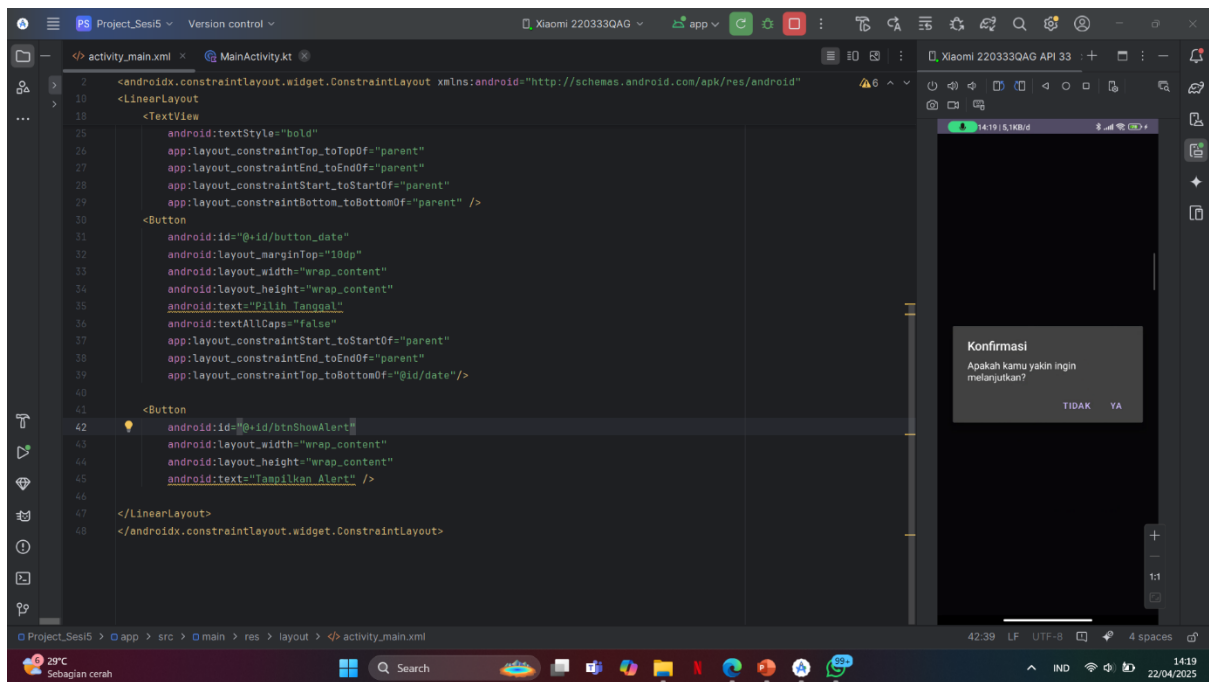 PS Project_Sesi5 Version control Xiaomi 220333QAG app
activity_main.xml MainActivity.kt Xiaomi 220333QAG API 33
2 <androidx.constraintlayout.widget.ConstraintLayout xmlns:android="http://schemas.android.com/apk/res/android" 6
10 <LinearLayout
18 <TextView
25 android:textStyle="bold"
26 app:layout_constraintTop_toTopOf="parent"
27 app:layout_constraintEnd_toEndOf="parent"
28 app:layout_constraintStart_toStartOf="parent"
29 app:layout_constraintBottom_toBottomOf="parent" />
30 <Button
31 android:id="@+id/button_date"
32 android:layout_marginTop="10dp"
33 android:layout_width="wrap_content"
34 android:layout_height="wrap_content"
35 android:text="Pilih Tanggal"
36 android:textAllCaps="false"
37 app:layout_constraintStart_toStartOf="parent"
38 app:layout_constraintEnd_toEndOf="parent"
39 app:layout_constraintTop_toBottomOf="@id/date"/>
40
41 <Button
42 android:id="@+id/btnShowAlert"
43 android:layout_width="wrap_content"
44 android:layout_height="wrap_content"
45 android:text="Tampilkan Alert" />
46
47 </LinearLayout>
48 </androidx.constraintlayout.widget.ConstraintLayout>
14:19 | 5,1KB/d
Konfirmasi
Apakah kamu yakin ingin
melanjutkan?
TIDAK YA
1:1
Project_Sesi5 > app > src > main > res > layout > activity_main.xml 42:39 LF UTF-8 4 spaces
6 29°C
Sebagian cerah
Search
99+
IND
14:19
22/04/2025